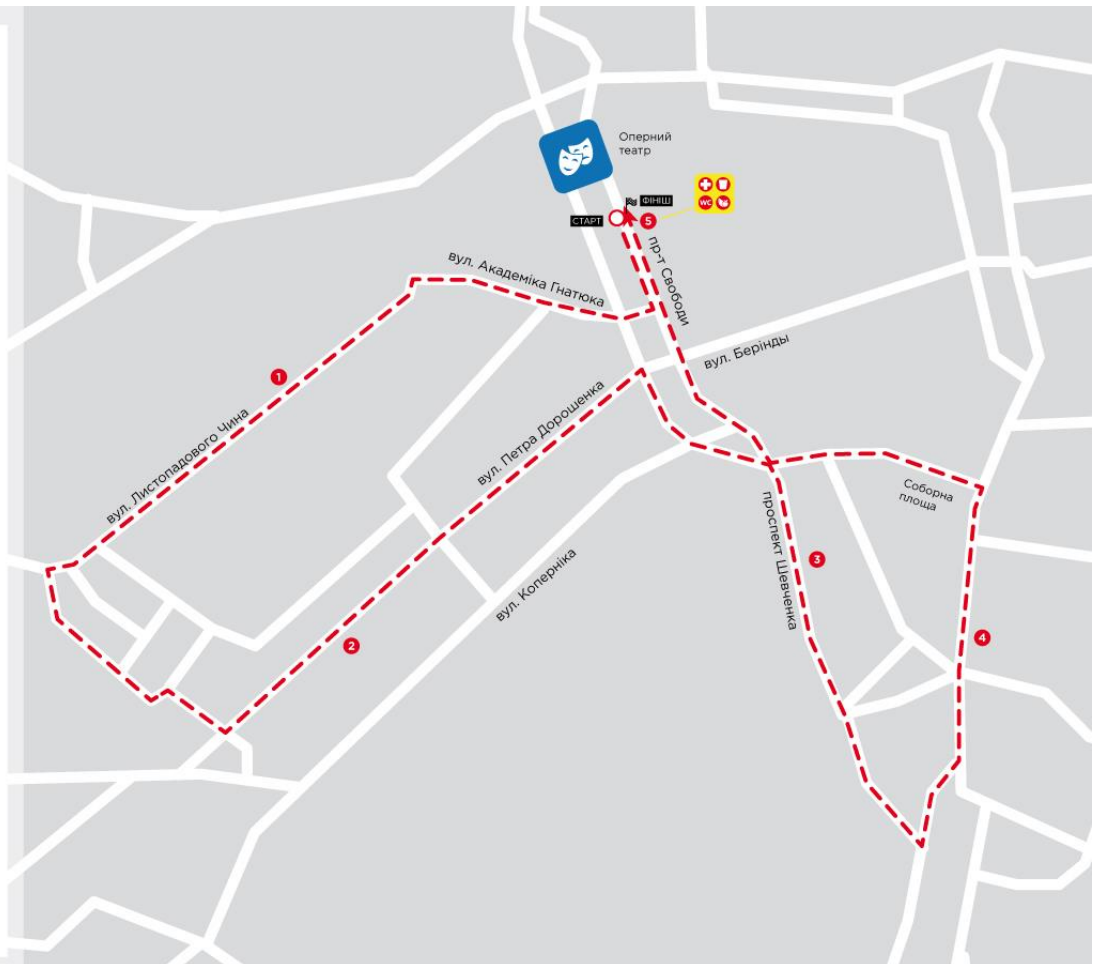 Оперний
театр
ФІНІШ
СТАРТ
5
WC
пр-т Свободи
вул. Академіка Гнатюка
вул. Берінды
1
вул. Листопадового Чина
вул. Петра Дорошенка
Соборна
площа
проспект Шевченка
3
вул. Коперніка
2
4